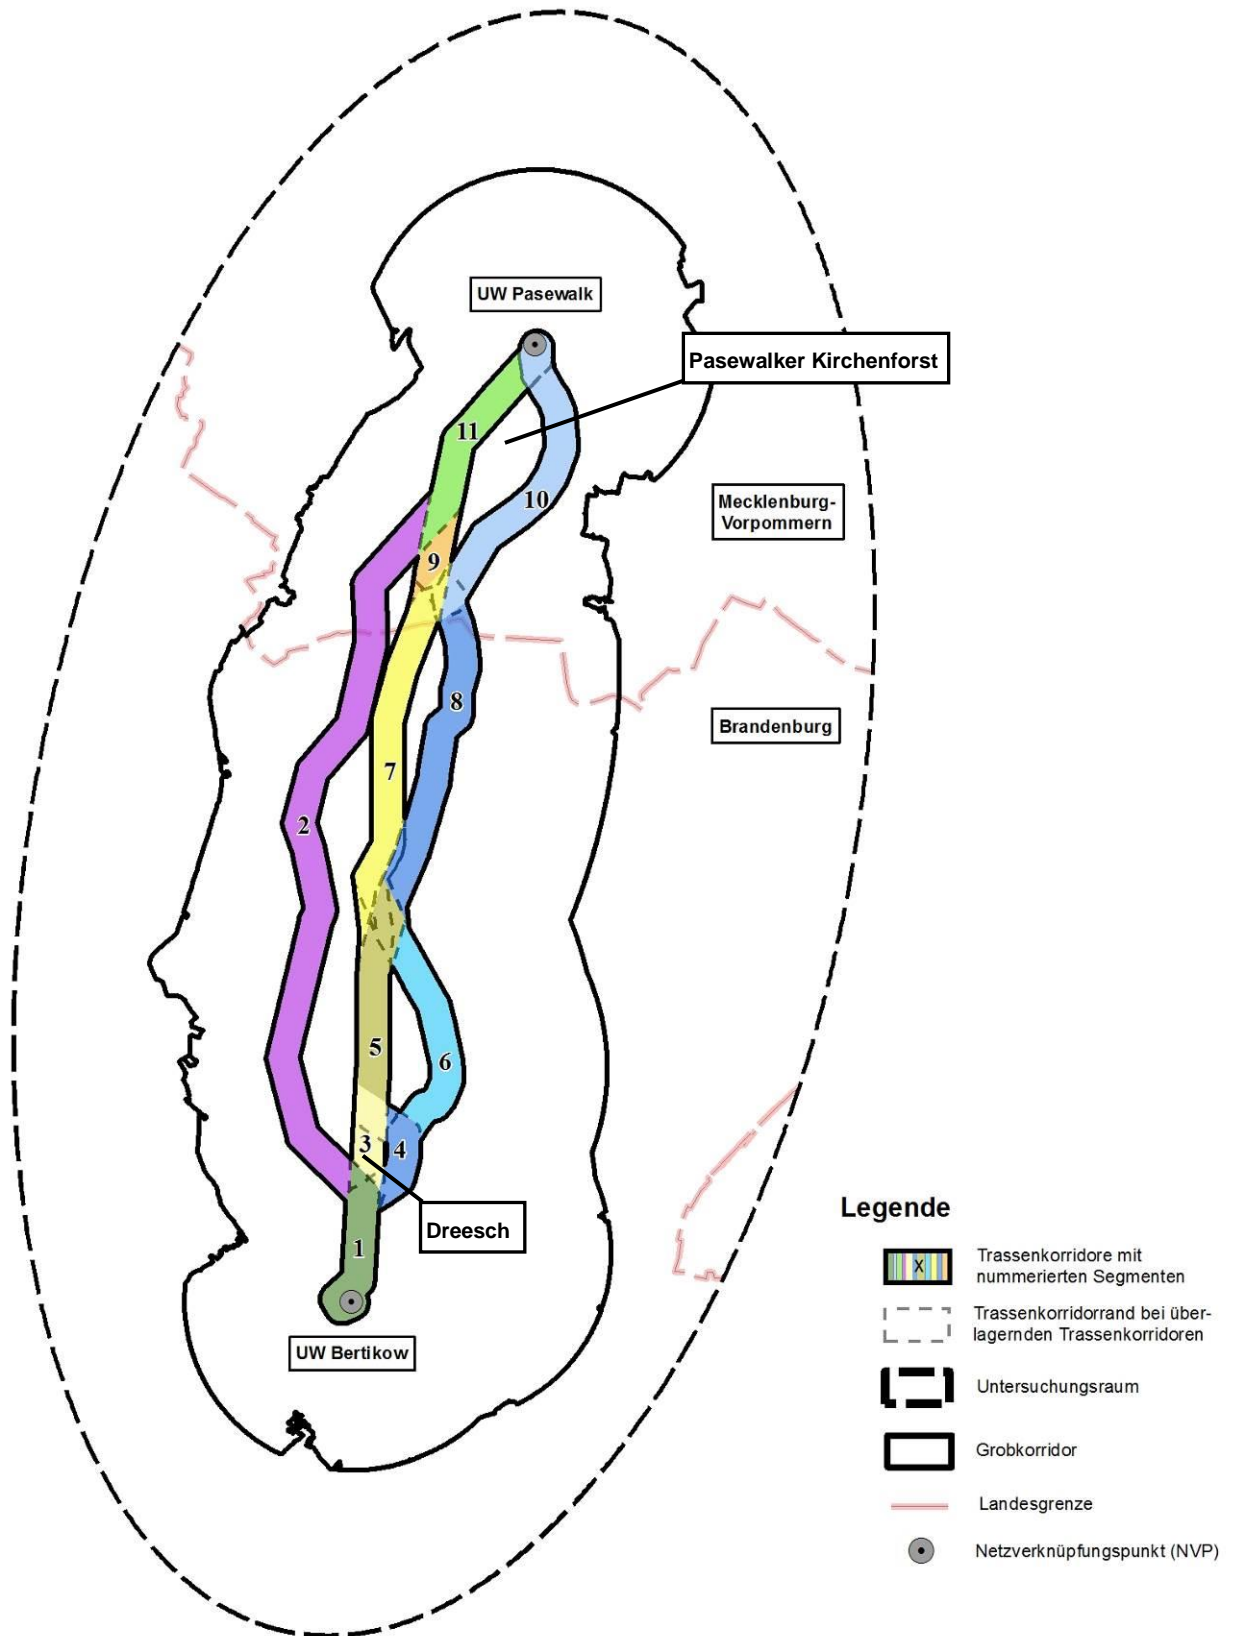 UW Pasewalk
Pasewalker Kirchenforst
11
10
Mecklenburg-
Vorpommern
9
8
Brandenburg
7
2
5
6
3
4
Dreesch
1
UW Bertikow
Legende
X
Trassenkorridore mit
nummerierten Segmenten
Trassenkorridorrand bei über-
lagernden Trassenkorridoren
Untersuchungsraum
Grobkorridor
Landesgrenze
Netzverknüpfungspunkt (NVP)